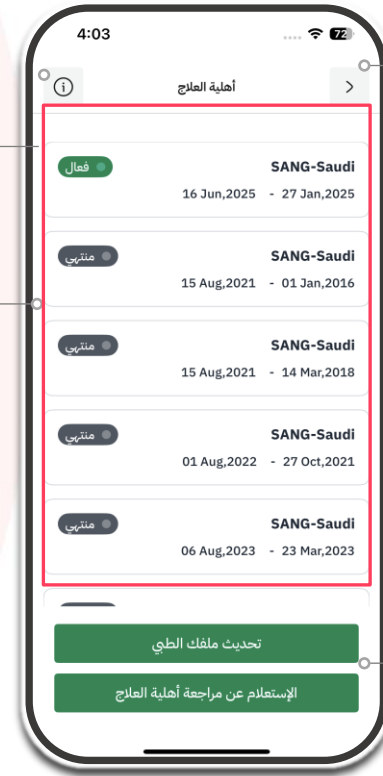 4:03
72
أهلية العلاج
SANG-Saudi
فعال
27 Jan,2025 - 16 Jun,2025
SANG-Saudi
منتهي
01 Jan,2016 - 15 Aug,2021
SANG-Saudi
منتهي
14 Mar,2018 - 15 Aug,2021
SANG-Saudi
منتهي
27 Oct,2021 - 01 Aug,2022
SANG-Saudi
منتهي
23 Mar,2023 - 06 Aug,2023
تحديث ملفك الطبي
الإستعلام عن مراجعة أهلية العلاج